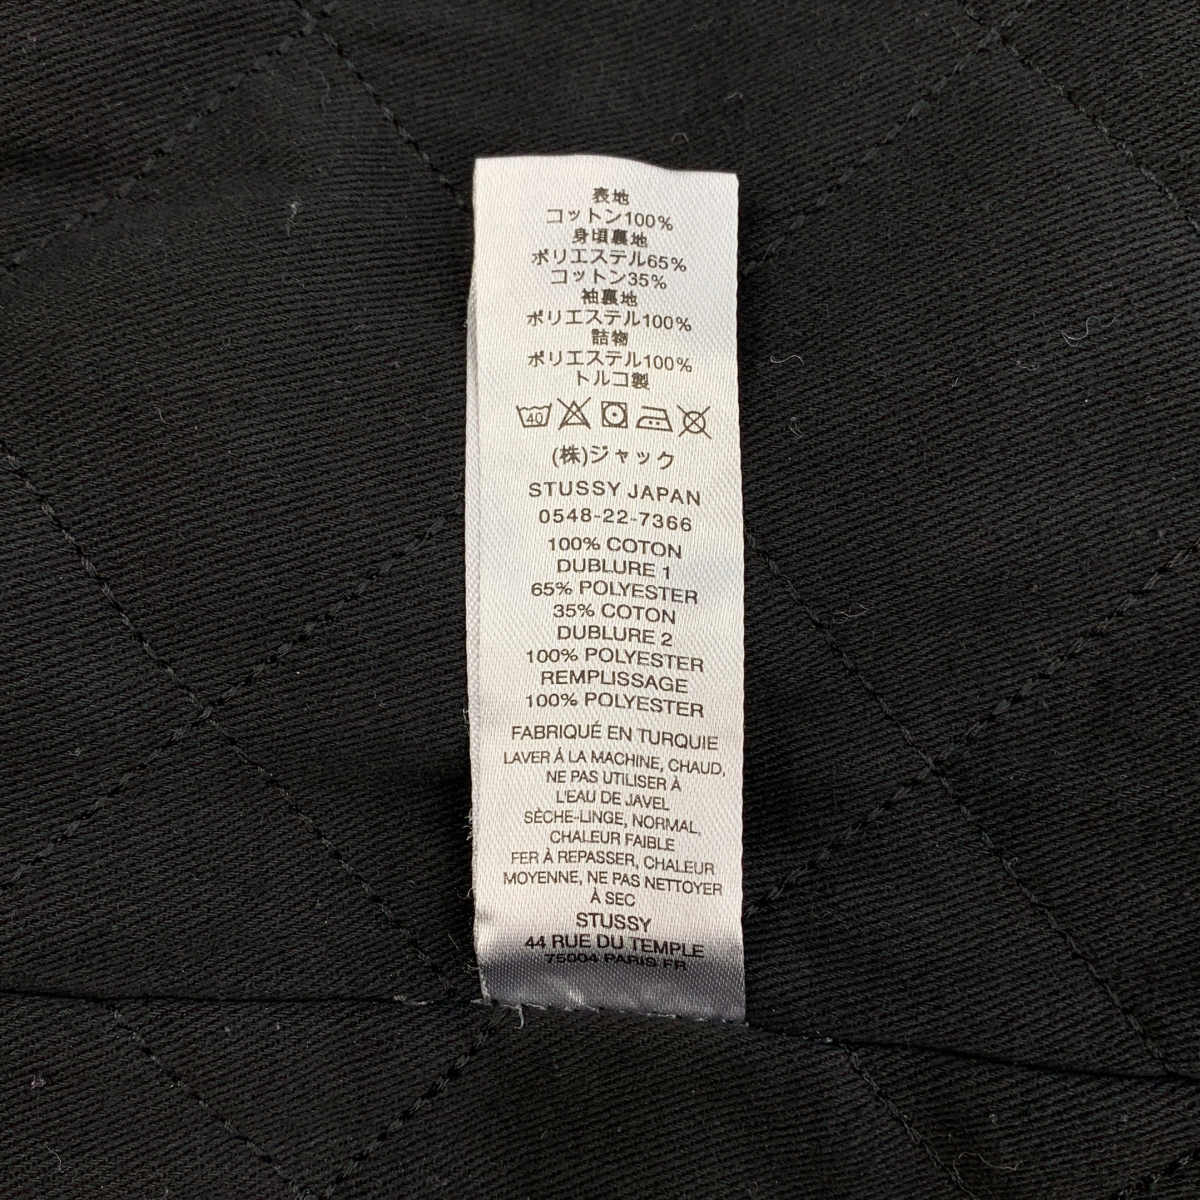 表地
コットン100%
身頃裏地
ポリエステル65%
コットン35%
袖裏地
ポリエステル100%
詰物
ポリエステル100%
トルコ製
40
(株)ジャック
STUSSY JAPAN
0548-22-7366
100% COTON
DUBLURE 1
65% POLYESTER
35% COTON
DUBLURE 2
100% POLYESTER
REMPLISSAGE
100% POLYESTER
FABRIQUÉ EN TURQUIE
LAVER Á LA MACHINE, CHAUD,
NE PAS UTILISER À
L'EAU DE JAVEL
SÈCHE-LINGE, NORMAL,
CHALEUR FAIBLE
FER À REPASSER, CHALEUR
MOYENNE, NE PAS NETTOYER
À SEC
STUSSY
44 RUE DU TEMPLE
75004 PARIS FR